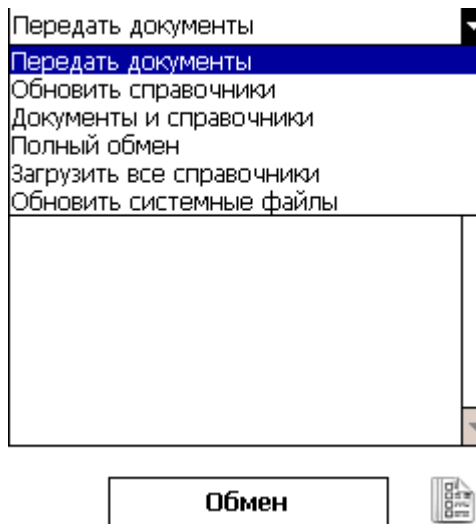 Передать документы
Передать документы
Обновить справочники
Документы и справочники
Полный обмен
Загрузить все справочники
Обновить системные файлы
Обмен